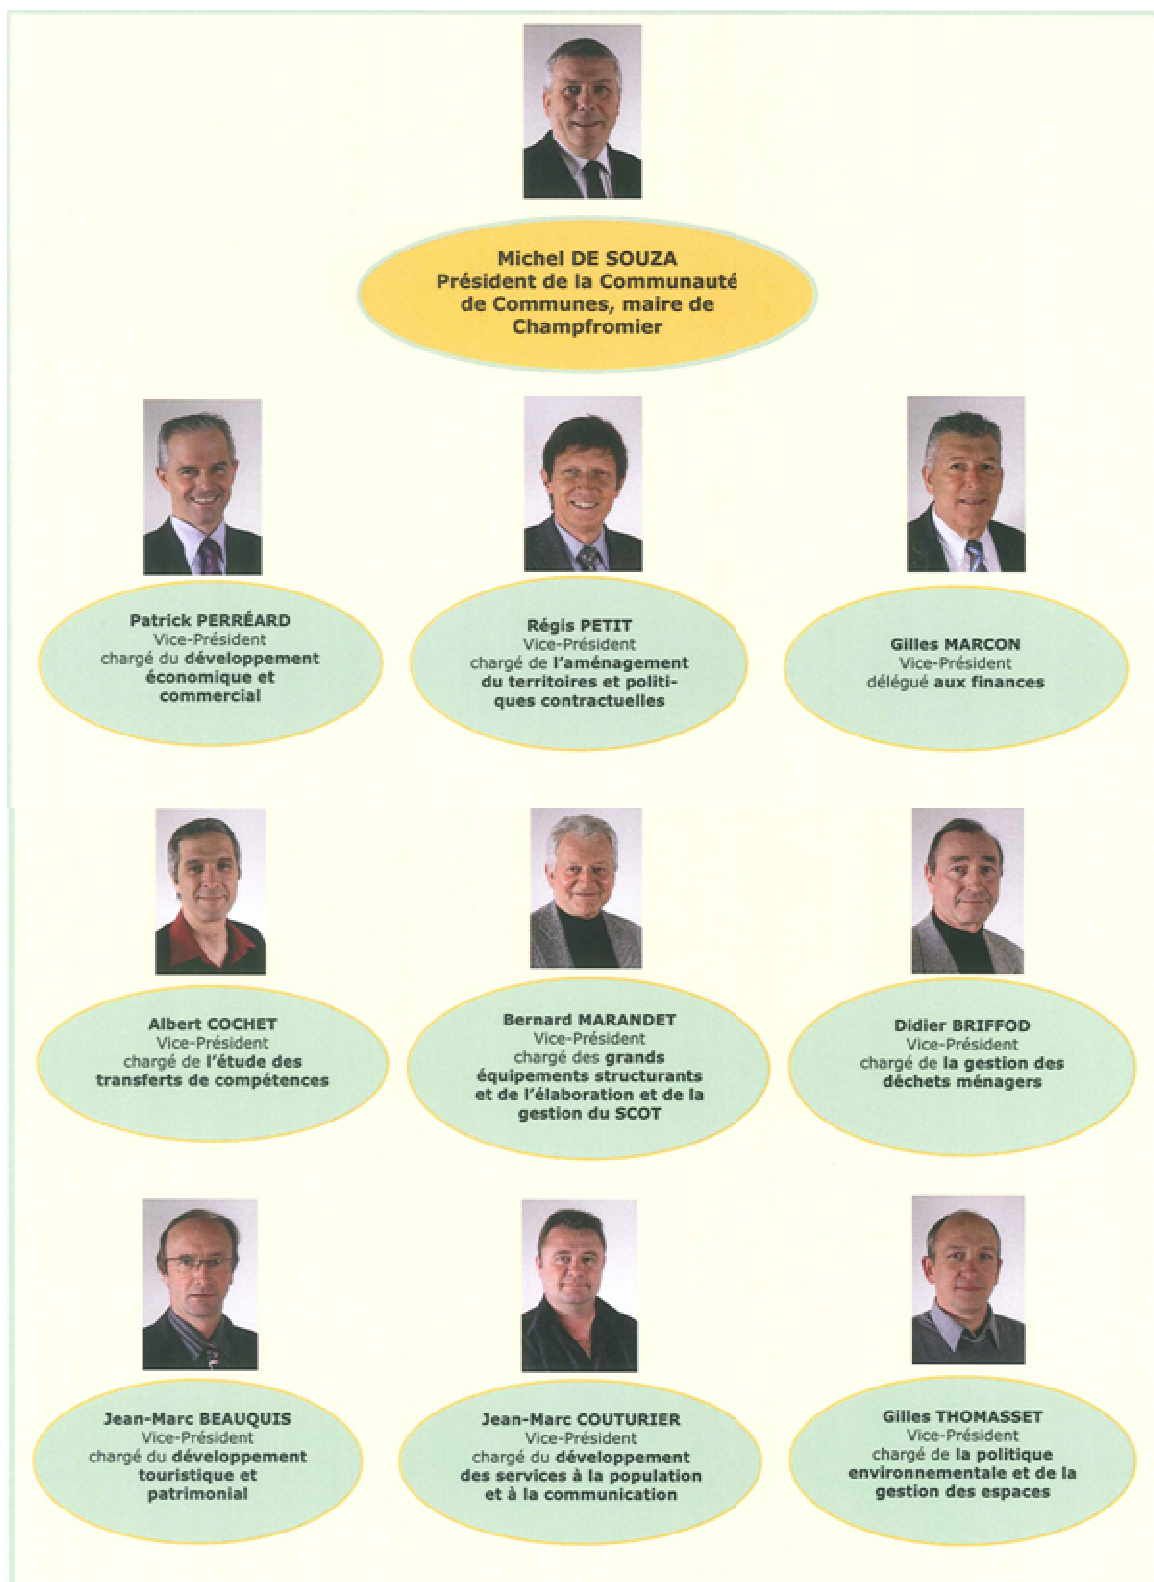 Michel DE SOUZA
Président de la Communauté
de Communes, maire de
Champfromier
Patrick PERRÉARD
Vice-Président
chargé du développement
économique et
commercial
Régis PETIT
Vice-Président
chargé de l'aménagement
du territoires et politi-
ques contractuelles
Gilles MARCON
Vice-Président
délégué aux finances
Albert COCHET
Vice-Président
chargé de l'étude des
transferts de compétences
Bernard MARANDET
Vice-Président
chargé des grands
équipements structurants
et de l'élaboration et de la
gestion du SCOT
Didier BRIFFOD
Vice-Président
chargé de la gestion des
déchets ménagers
Jean-Marc BEAUQUIS
Vice-Président
chargé du développement
touristique et
patrimonial
Jean-Marc COUTURIER
Vice-Président
chargé du développement
des services à la population
et à la communication
Gilles THOMASSET
Vice-Président
chargé de la politique
environnementale et de la
gestion des espaces